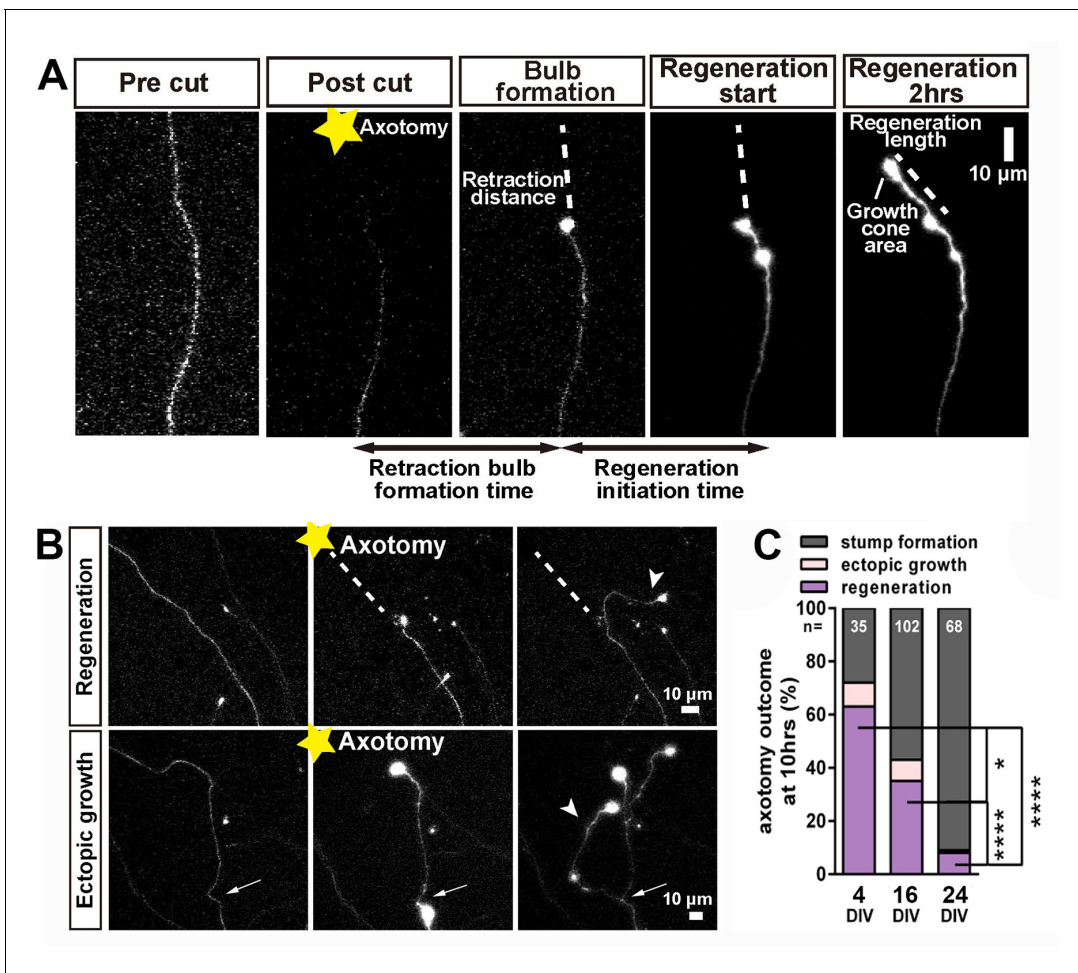 A
Pre cut
Post cut
Bulb
formation
Regeneration
start
Regeneration
2hrs
Axotomy
Retraction
distance
Regeneration
length
10 µm
Growth
cone
area
Retraction bulb
formation time
Regeneration
initiation time
B
Regeneration
Axotomy
10 µm
Ectopic growth
Axotomy
10 µm
C
stump formation
ectopic growth
regeneration
axotomy outcome
at 10hrs (%)
100
80
60
40
20
0
n=
35
102
68
*
****
****
4
DIV
16
DIV
24
DIV